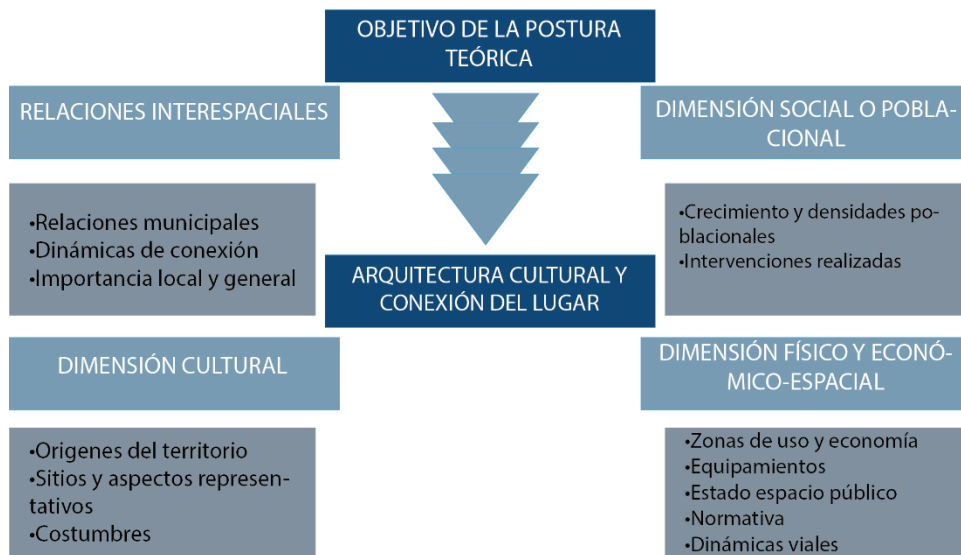 OBJETIVO DE LA POSTURA
TEÓRICA
RELACIONES INTERESPACIALES
•Relaciones municipales
•Dinámicas de conexión
•Importancia local y general
DIMENSIÓN SOCIAL O POBLA-
CIONAL
•Crecimiento y densidades po-
blacionales
•Intervenciones realizadas
ARQUITECTURA CULTURAL Y
CONEXIÓN DEL LUGAR
DIMENSIÓN CULTURAL
•Origenes del territorio
•Sitios y aspectos represen-
tativos
•Costumbres
DIMENSIÓN FÍSICO Y ECONÓ-
MICO-ESPACIAL
•Zonas de uso y economía
•Equipamientos
•Estado espacio público
•Normativa
•Dinámicas viales